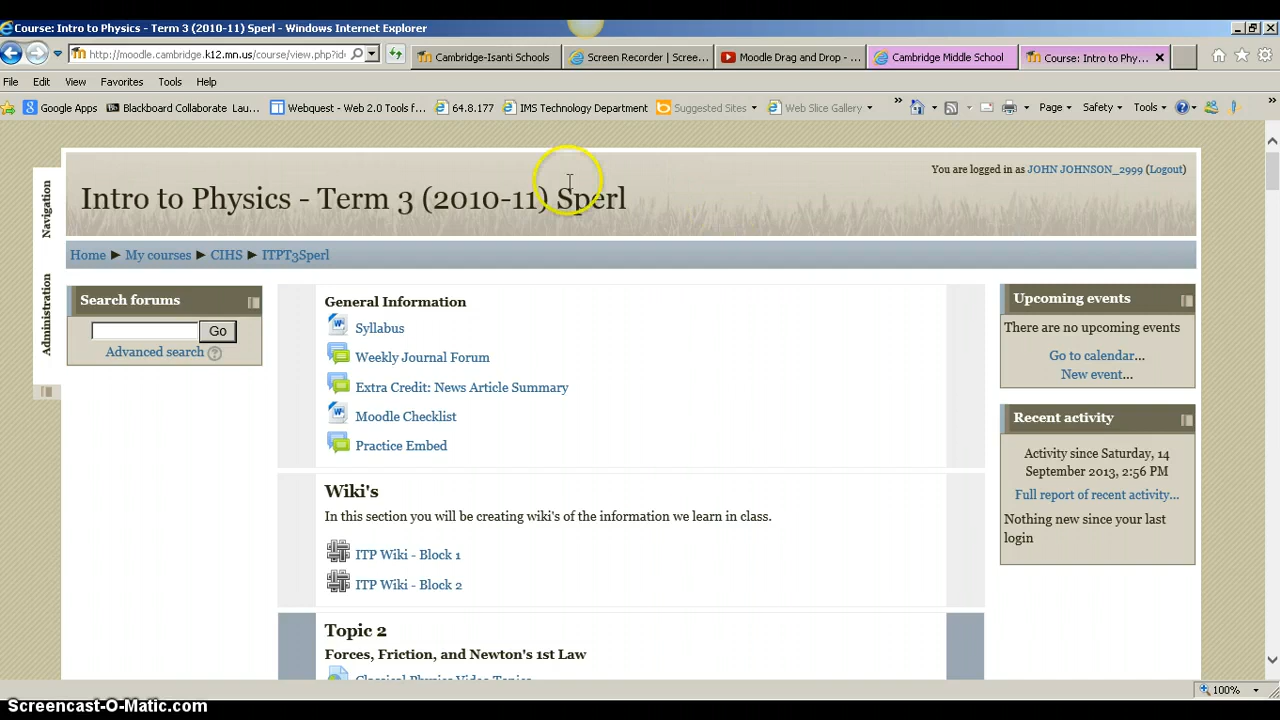 Course: Intro to Physics - Term 3 (2010-11) Sperl - Windows Internet Explorer
http://moodle.cambridge.k12.mn.us/course/view.php?id
Cambridge-Isanti Schools
Screen Recorder | Scree...
Moodle Drag and Drop - ...
Cambridge Middle School
Course: Intro to Phy...
File Edit View Favorites Tools Help
Google Apps
Blackboard Collaborate Lau...
Webquest - Web 2.0 Tools f...
64.8.177
IMS Technology Department
Suggested Sites
Web Slice Gallery
Page
Safety
Tools
You are logged in as JOHN JOHNSON_2999 (Logout)
Intro to Physics - Term 3 (2010-11) Sperl
Home ► My courses ► CIHS ► ITPT3Sperl
Navigation
Administration
Search forums
Go
Advanced search ?
General Information
Syllabus
Weekly Journal Forum
Extra Credit: News Article Summary
Moodle Checklist
Practice Embed
Wiki's
In this section you will be creating wiki's of the information we learn in class.
ITP Wiki - Block 1
ITP Wiki - Block 2
Topic 2
Forces, Friction, and Newton's 1st Law
Classical Physics Video Topics
Upcoming events
There are no upcoming events
Go to calendar...
New event...
Recent activity
Activity since Saturday, 14
September 2013, 2:56 PM
Full report of recent activity...
Nothing new since your last
login
100%
Screencast-O-Matic.com